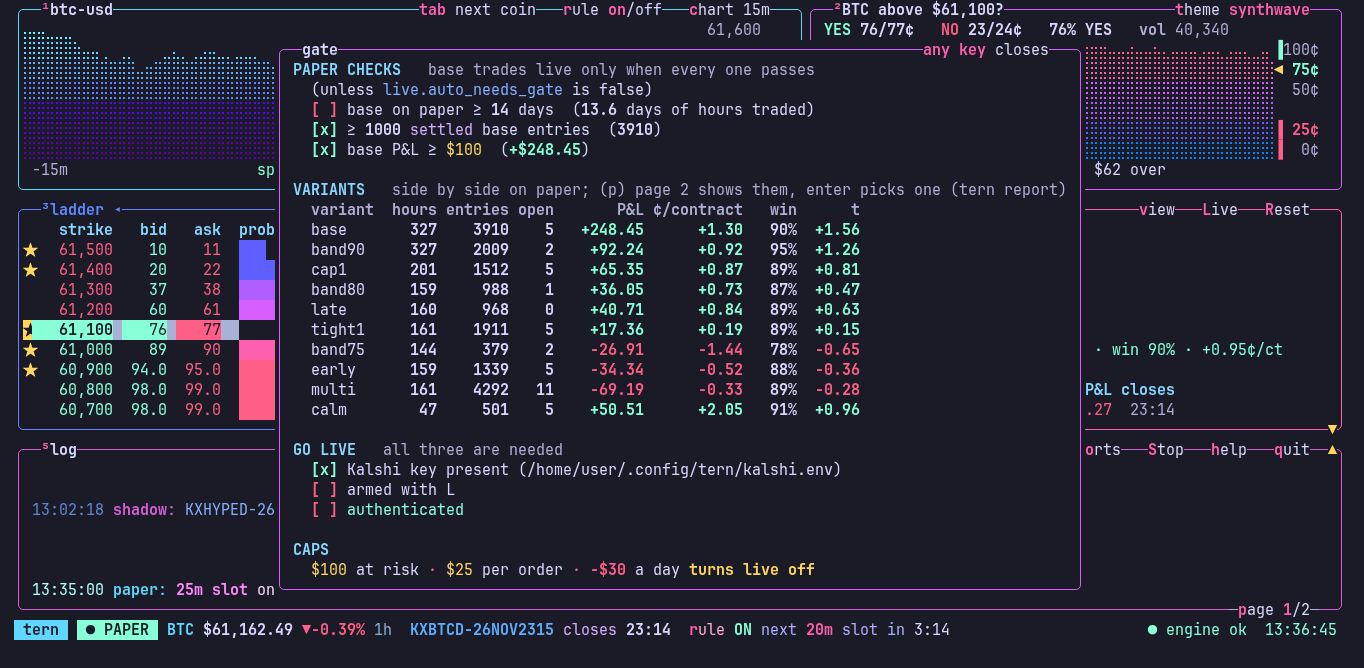 ¹btc-usd tab next coin rule on/off chart 15m ²BTC above $61,100? theme synthwave
61,600 YES 76/77¢ NO 23/24¢ 76% YES vol 40,340
gate any key closes 100¢
PAPER CHECKS base trades live only when every one passes 75¢
(unless live.auto_needs_gate is false) 50¢
[ ] base on paper ≥ 14 days (13.6 days of hours traded)
[x] ≥ 1000 settled base entries (3910) 25¢
[x] base P&L ≥ $100 (+$248.45) 0¢
-15m sp $62 over
VARIANTS side by side on paper; (p) page 2 shows them, enter picks one (tern report)
³ladder variant hours entries open P&L ¢/contract win t view Live Reset
strike bid ask prob base 327 3910 5 +248.45 +1.30 90% +1.56
★ 61,500 10 11 band90 327 2009 2 +92.24 +0.92 95% +1.26
★ 61,400 20 22 cap1 201 1512 5 +65.35 +0.87 89% +0.81
61,300 37 38 band80 159 988 1 +36.05 +0.73 87% +0.47
61,200 60 61 late 160 968 0 +40.71 +0.84 89% +0.63
★ 61,100 76 77 tight1 161 1911 5 +17.36 +0.19 89% +0.15
★ 61,000 89 90 band75 144 379 2 -26.91 -1.44 78% -0.65 · win 90% · +0.95¢/ct
★ 60,900 94.0 95.0 early 159 1339 5 -34.34 -0.52 88% -0.36
60,800 98.0 99.0 multi 161 4292 11 -69.19 -0.33 89% -0.28 P&L closes
60,700 98.0 99.0 calm 47 501 5 +50.51 +2.05 91% +0.96 .27 23:14
⁵log GO LIVE all three are needed orts Stop help quit
[x] Kalshi key present (/home/user/.config/tern/kalshi.env)
[ ] armed with L
13:02:18 shadow: KXHYPED-26 [ ] authenticated
CAPS
$100 at risk · $25 per order · -$30 a day turns live off
13:35:00 paper: 25m slot on
page 1/2
tern ● PAPER BTC $61,162.49 ▼-0.39% 1h KXBTCD-26NOV2315 closes 23:14 rule ON next 20m slot in 3:14 ● engine ok 13:36:45